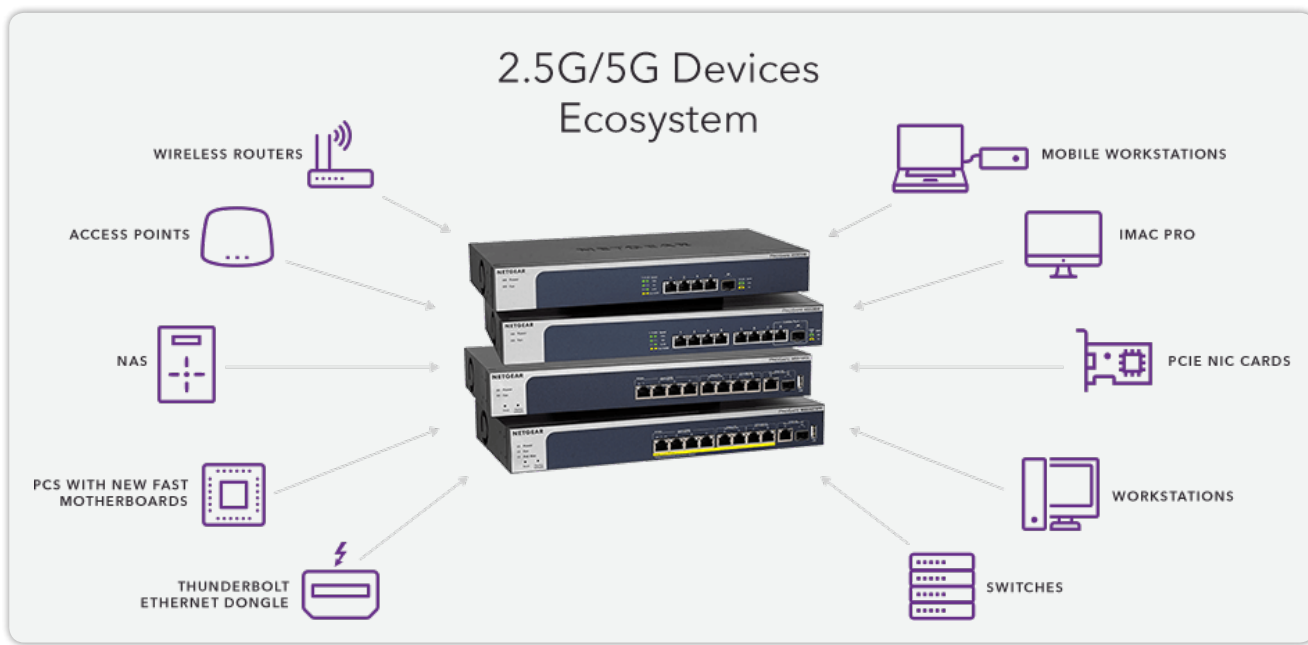 2.5G/5G Devices
Ecosystem
WIRELESS ROUTERS
MOBILE WORKSTATIONS
ACCESS POINTS
IMAC PRO
NAS
PCIE NIC CARDS
PCS WITH NEW FAST
MOTHERBOARDS
WORKSTATIONS
THUNDERBOLT
ETHERNET DONGLE
SWITCHES
NETGEAR
NETGEAR
NETGEAR
NETGEAR
NETGEAR